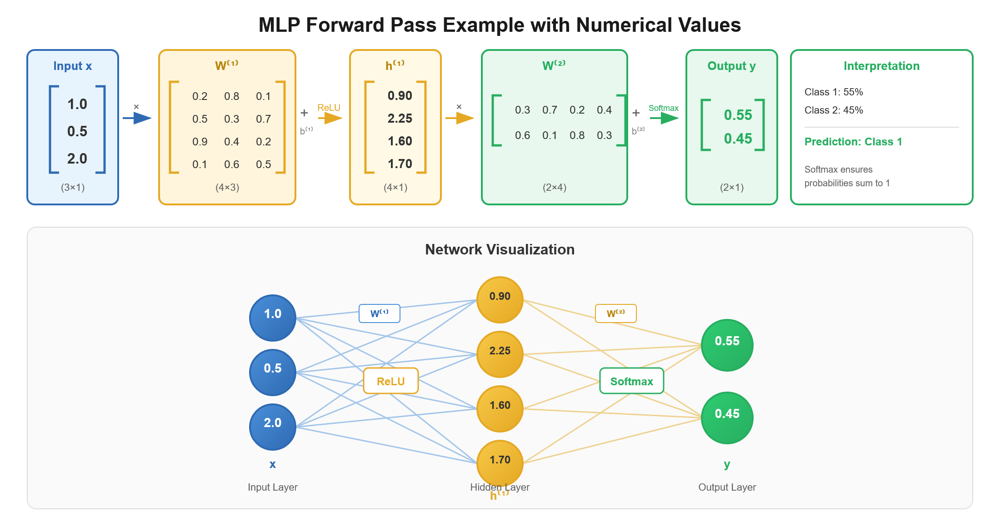 MLP Forward Pass Example with Numerical Values
Input x
1.0
0.5
2.0
(3×1)
×
W⁽¹⁾
0.2 0.8 0.1
0.5 0.3 0.7
0.9 0.4 0.2
0.1 0.6 0.5
(4×3)
+
b⁽¹⁾
ReLU
h⁽¹⁾
0.90
2.25
1.60
1.70
(4×1)
×
W⁽²⁾
0.3 0.7 0.2 0.4
0.6 0.1 0.8 0.3
(2×4)
+
b⁽²⁾
Softmax
Output y
0.55
0.45
(2×1)
Interpretation
Class 1: 55%
Class 2: 45%
Prediction: Class 1
Softmax ensures
probabilities sum to 1
Network Visualization
1.0
0.5
2.0
x
Input Layer
W⁽¹⁾
ReLU
0.90
2.25
1.60
1.70
Hidden Layer
h⁽¹⁾
W⁽²⁾
Softmax
0.55
0.45
y
Output Layer